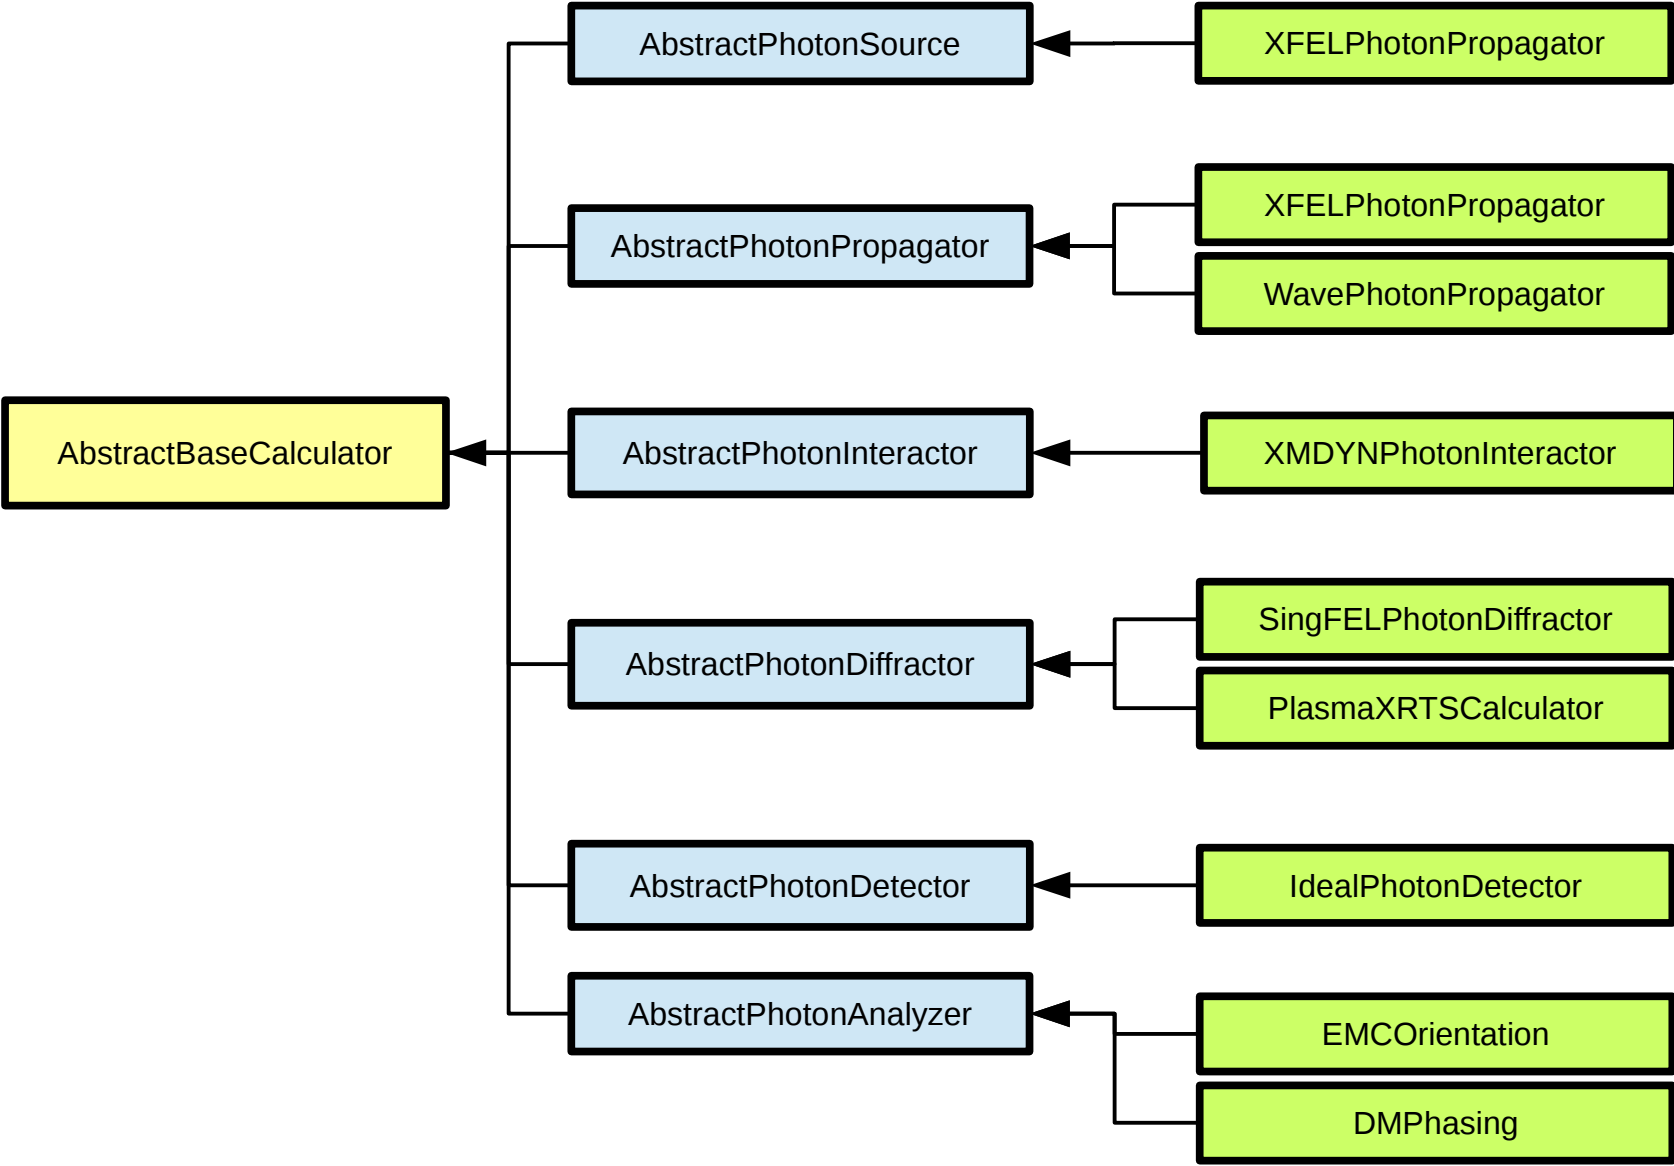 AbstractPhotonSource
XFELPhotonPropagator
XFELPhotonPropagator
AbstractPhotonPropagator
WavePhotonPropagator
AbstractBaseCalculator
AbstractPhotonInteractor
XMDYNPhotonInteractor
SingFELPhotonDiffractor
AbstractPhotonDiffractor
PlasmaXRTSCalculator
AbstractPhotonDetector
IdealPhotonDetector
AbstractPhotonAnalyzer
EMCOrientation
DMPhasing